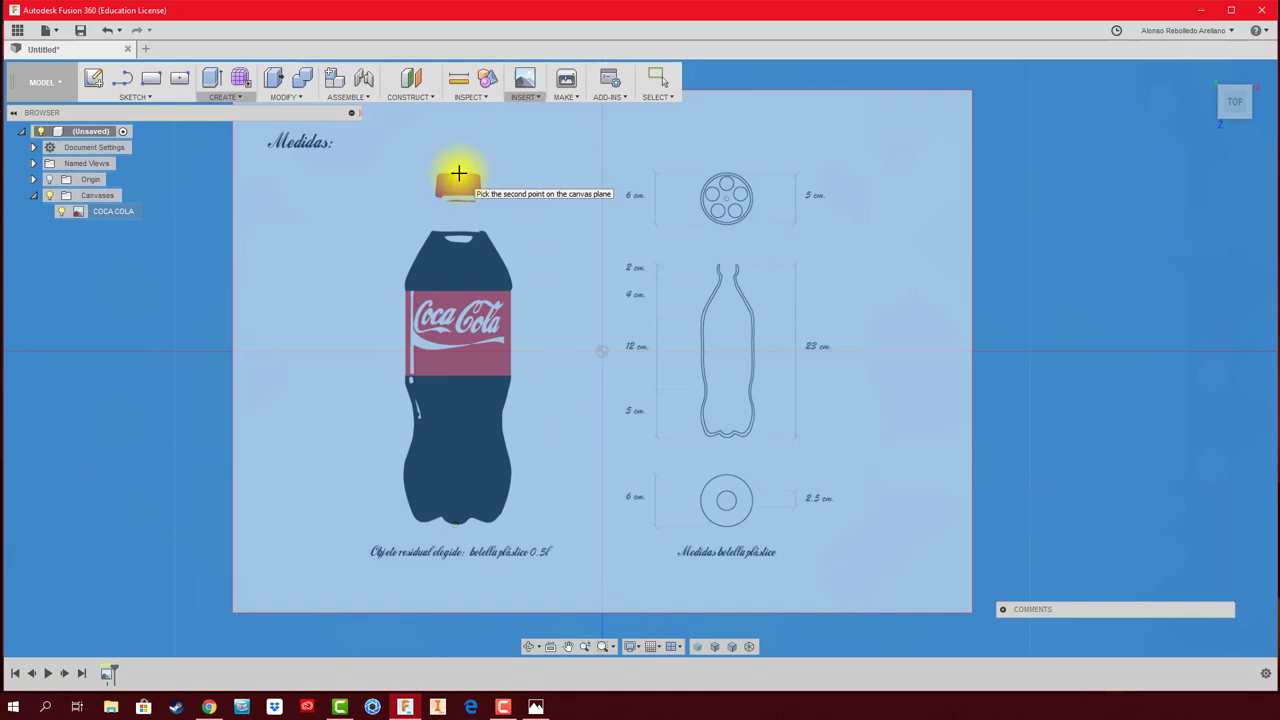 Autodesk Fusion 360 (Education License)
Alonso Rebolledo Arellano
Untitled*
MODEL
SKETCH
CREATE
MODIFY
ASSEMBLE
CONSTRUCT
INSPECT
INSERT
MAKE
ADD-INS
SELECT
BROWSER
(Unsaved)
Document Settings
Named Views
Origin
Canvases
COCA COLA
TOP
X
Z
Medidas:
Pick the second point on the canvas plane
6 cm.
5 cm.
2 cm.
4 cm.
12 cm.
23 cm.
5 cm.
6 cm.
2.5 cm.
Coca Cola
Objeto residual elegido: botella plástico 0.5l
Medidas botella plástico
COMMENTS